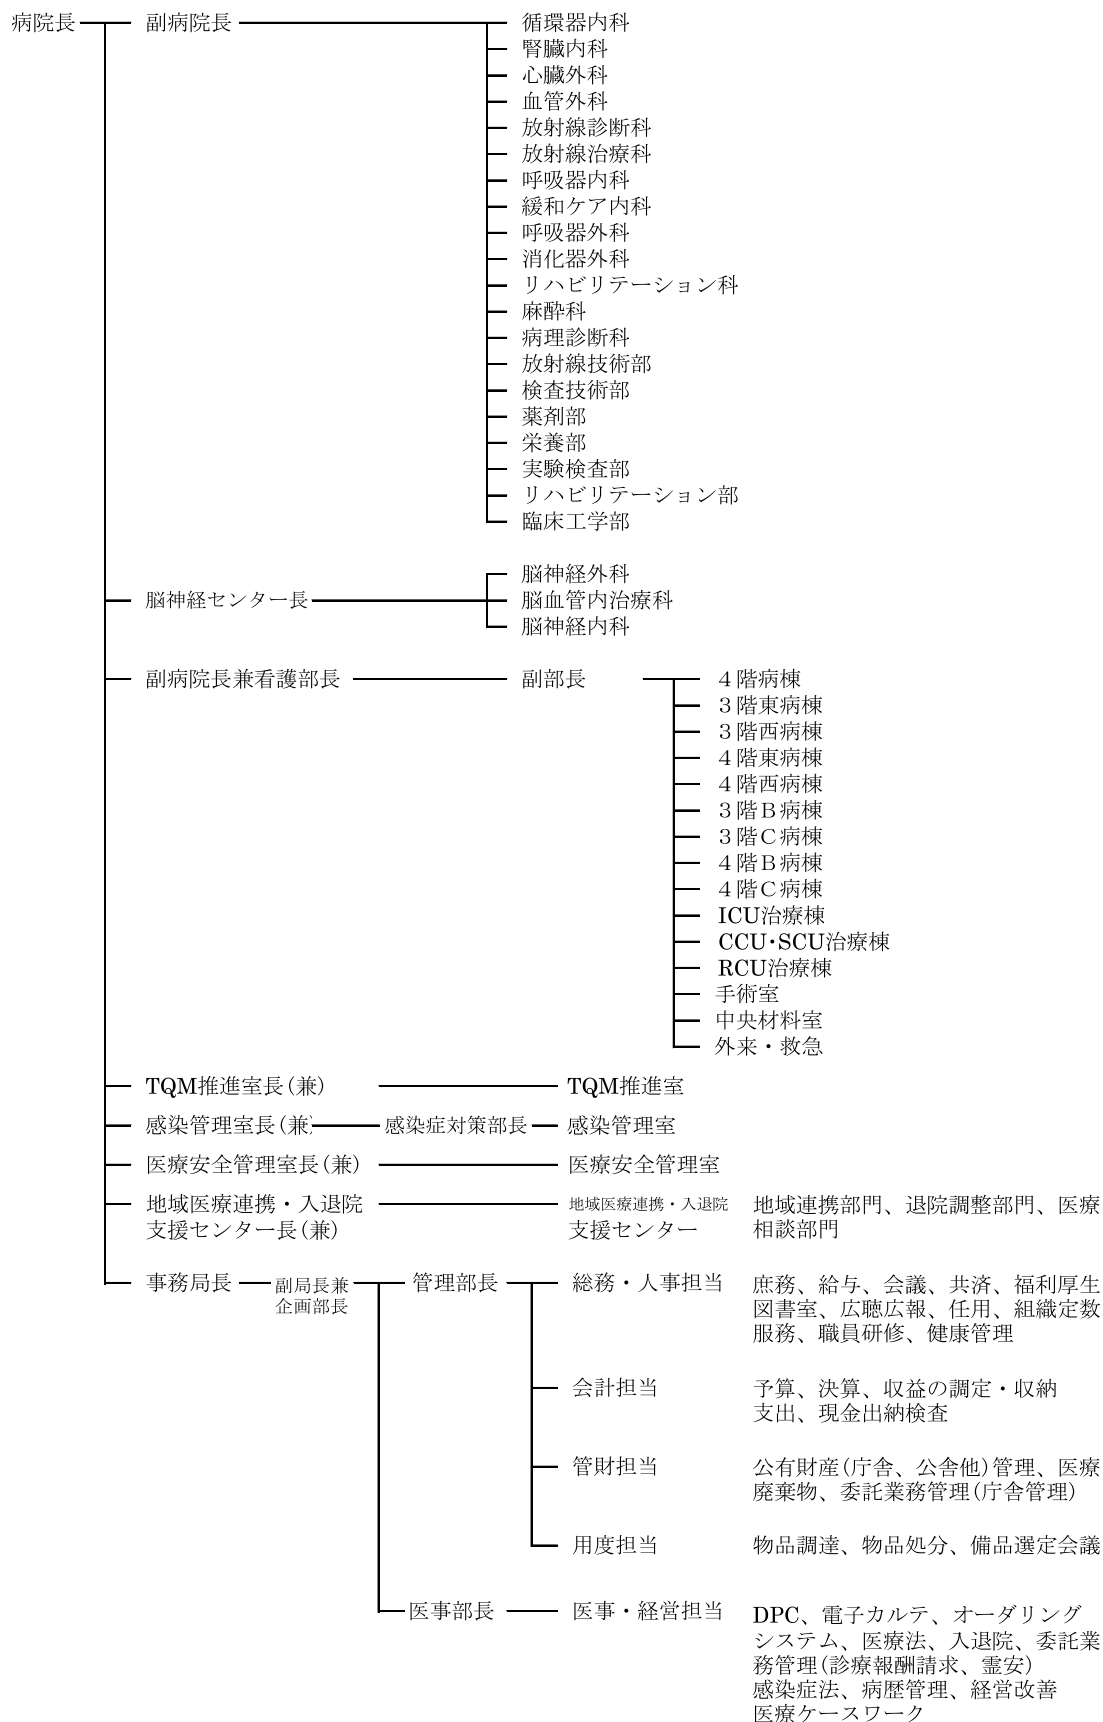 病院長 副病院長 循環器内科
腎臓内科
心臓外科
血管外科
放射線診断科
放射線治療科
呼吸器内科
緩和ケア内科
呼吸器外科
消化器外科
リハビリテーション科
麻酔科
病理診断科
放射線技術部
検査技術部
薬剤部
栄養部
実験検査部
リハビリテーション部
臨床工学部
脳神経外科
脳神経センター長 脳血管内治療科
脳神経内科
副病院長兼看護部長 副部長 4階病棟
3階東病棟
3階西病棟
4階東病棟
4階西病棟
3階B病棟
3階C病棟
4階B病棟
4階C病棟
ICU治療棟
CCU・SCU治療棟
RCU治療棟
手術室
中央材料室
外来・救急
TQM推進室長(兼) TQM推進室
感染管理室長(兼) 感染症対策部長 感染管理室
医療安全管理室長(兼) 医療安全管理室
地域医療連携・入退院 地域医療連携・入退院 地域連携部門、退院調整部門、医療
支援センター長(兼) 支援センター 相談部門
事務局長 副局長兼 管理部長 総務・人事担当 庶務、給与、会議、共済、福利厚生
企画部長 図書室、広聴広報、任用、組織定数
服務、職員研修、健康管理
会計担当 予算、決算、収益の調定・収納
支出、現金出納検査
管財担当 公有財産(庁舎、公舎他)管理、医療
廃棄物、委託業務管理(庁舎管理)
用度担当 物品調達、物品処分、備品選定会議
医事部長 医事・経営担当 DPC、電子カルテ、オーダリング
システム、医療法、入退院、委託業
務管理(診療報酬請求、霊安)
感染症法、病歴管理、経営改善
医療ケースワーク